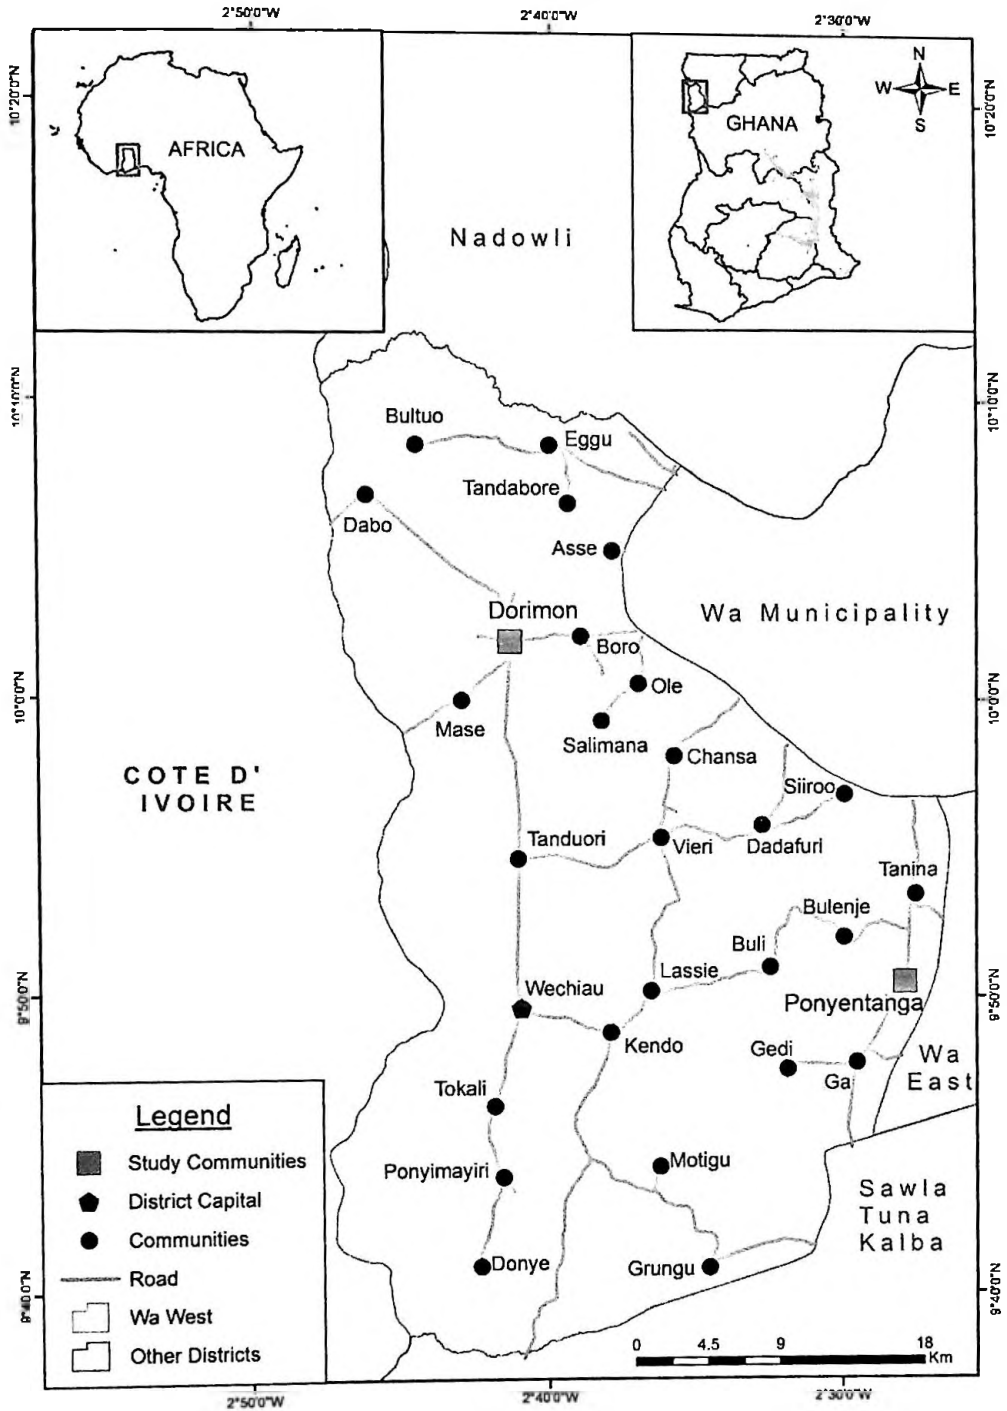 2°50'0"W
2°40'0"W
2°30'0"W
10°20'0"N
10°20'0"N
AFRICA
GHANA
N
W
E
S
Nadowli
10°10'0"N
10°1'0"N
Bultuo
Eggu
Tandabore
Dabo
Asse
Dorimon
Wa Municipality
Boro
Ole
10°0'0"N
10°0'0"N
Mase
Salimana
Chansa
COTE D'
IVOIRE
Siiroo
Tanduori
Vieri
Dadafuri
Tanina
Bulenje
Buli
Lassie
Wechiau
9°50'0"N
9°50'0"N
Ponyentanga
Kendo
Gedi
Ga
Wa
East
Tokali
Legend
Study Communities
District Capital
Communities
Road
Wa West
Other Districts
Ponyimayiri
Motigu
Sawla
Tuna
Kalba
Donye
Grungu
9°40'0"N
9°40'0"N
0 4.5 9 18
Km
2°50'0"W
2°40'0"W
2°30'0"W